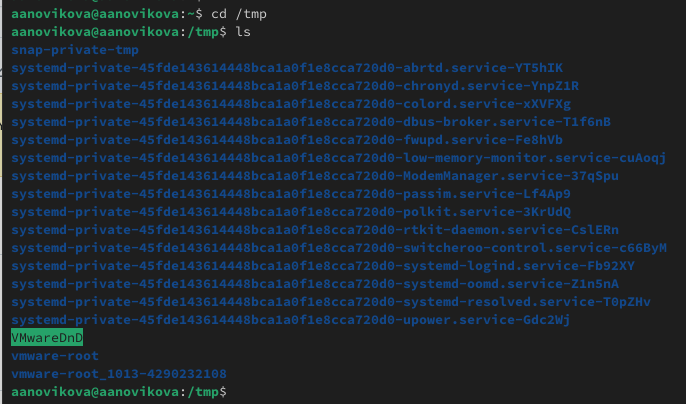 aanovikova@aanovikova:~$ cd /tmp
aanovikova@aanovikova:/tmp$ ls
snap-private-tmp
systemd-private-45fde143614448bca1a0f1e8cca720d0-abrtd.service-YT5hIK
systemd-private-45fde143614448bca1a0f1e8cca720d0-chronyd.service-YnpZ1R
systemd-private-45fde143614448bca1a0f1e8cca720d0-colord.service-xXVFXg
systemd-private-45fde143614448bca1a0f1e8cca720d0-dbus-broker.service-T1f6nB
systemd-private-45fde143614448bca1a0f1e8cca720d0-fwupd.service-Fe8hVb
systemd-private-45fde143614448bca1a0f1e8cca720d0-low-memory-monitor.service-cuAoqj
systemd-private-45fde143614448bca1a0f1e8cca720d0-ModemManager.service-37qSpu
systemd-private-45fde143614448bca1a0f1e8cca720d0-passim.service-Lf4Ap9
systemd-private-45fde143614448bca1a0f1e8cca720d0-polkit.service-3KrUdQ
systemd-private-45fde143614448bca1a0f1e8cca720d0-rtkit-daemon.service-CslERn
systemd-private-45fde143614448bca1a0f1e8cca720d0-switcheroo-control.service-c66ByM
systemd-private-45fde143614448bca1a0f1e8cca720d0-systemd-logind.service-Fb92XY
systemd-private-45fde143614448bca1a0f1e8cca720d0-systemd-oomd.service-Z1n5nA
systemd-private-45fde143614448bca1a0f1e8cca720d0-systemd-resolved.service-T0pZHv
systemd-private-45fde143614448bca1a0f1e8cca720d0-upower.service-Gdc2Wj
VMwareDnD
vmware-root
vmware-root_1013-4290232108
aanovikova@aanovikova:/tmp$